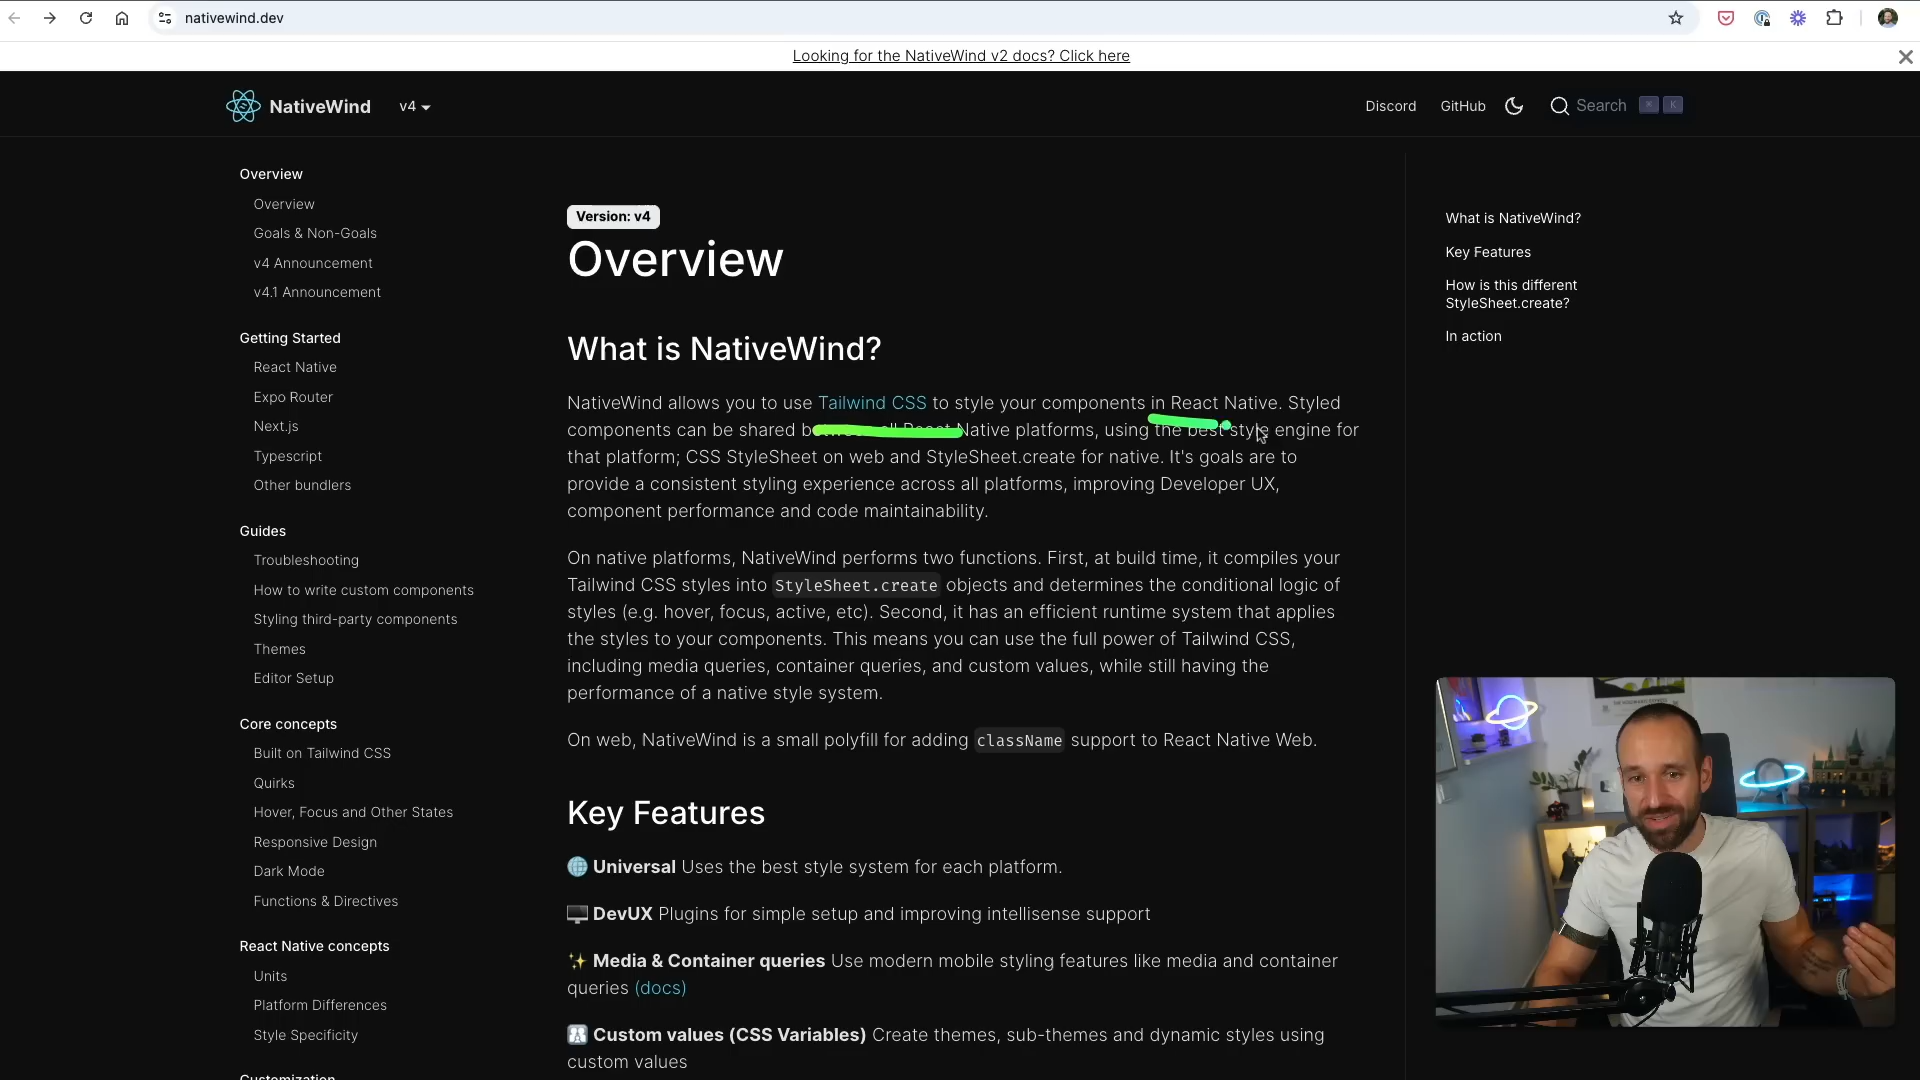 nativewind.dev
Looking for the NativeWind v2 docs? Click here
NativeWind
v4
Discord
GitHub
Search
K
Overview
Overview
Goals & Non-Goals
v4 Announcement
v4.1 Announcement
Getting Started
React Native
Expo Router
Next.js
Typescript
Other bundlers
Guides
Troubleshooting
How to write custom components
Styling third-party components
Themes
Editor Setup
Core concepts
Built on Tailwind CSS
Quirks
Hover, Focus and Other States
Responsive Design
Dark Mode
Functions & Directives
React Native concepts
Units
Platform Differences
Style Specificity
Customization
Version: v4
Overview
What is NativeWind?
NativeWind allows you to use Tailwind CSS to style your components in React Native. Styled
components can be shared between all React Native platforms, using the best style engine for
that platform; CSS StyleSheet on web and StyleSheet.create for native. It's goals are to
provide a consistent styling experience across all platforms, improving Developer UX,
component performance and code maintainability.
On native platforms, NativeWind performs two functions. First, at build time, it compiles your
Tailwind CSS styles into StyleSheet.create objects and determines the conditional logic of
styles (e.g. hover, focus, active, etc). Second, it has an efficient runtime system that applies
the styles to your components. This means you can use the full power of Tailwind CSS,
including media queries, container queries, and custom values, while still having the
performance of a native style system.
On web, NativeWind is a small polyfill for adding className support to React Native Web.
Key Features
🌐 Universal Uses the best style system for each platform.
🖥️ DevUX Plugins for simple setup and improving intellisense support
✨ Media & Container queries Use modern mobile styling features like media and container
queries (docs)
Custom values (CSS Variables) Create themes, sub-themes and dynamic styles using
custom values
What is NativeWind?
Key Features
How is this different
StyleSheet.create?
In action